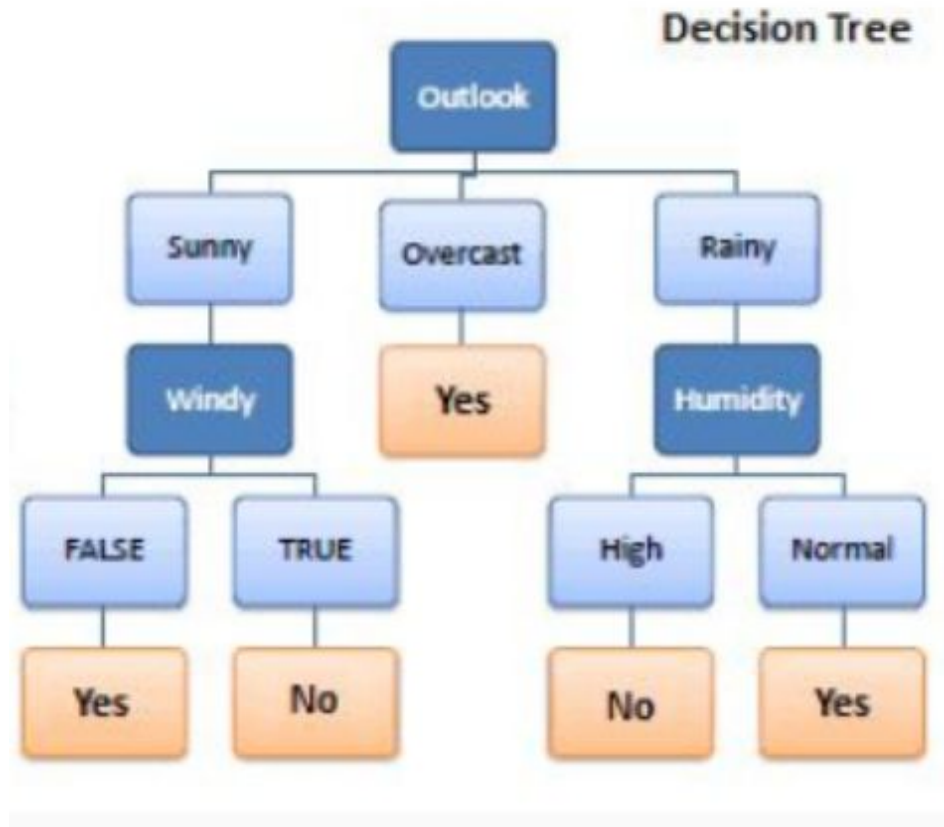 Decision Tree
Outlook
Sunny
Overcast
Rainy
Windy
Yes
Humidity
FALSE
TRUE
High
Normal
Yes
No
No
Yes